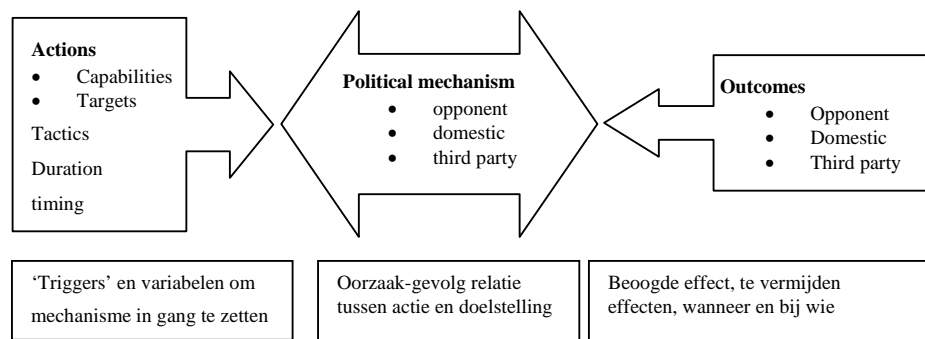 Actions
• Capabilities
• Targets
Tactics
Duration
timing
Political mechanism
• opponent
• domestic
• third party
Outcomes
• Opponent
• Domestic
• Third party
‘Triggers’ en variabelen om
mechanisme in gang te zetten
Oorzaak-gevolg relatie
tussen actie en doelstelling
Beoogde effect, te vermijden
effecten, wanneer en bij wie